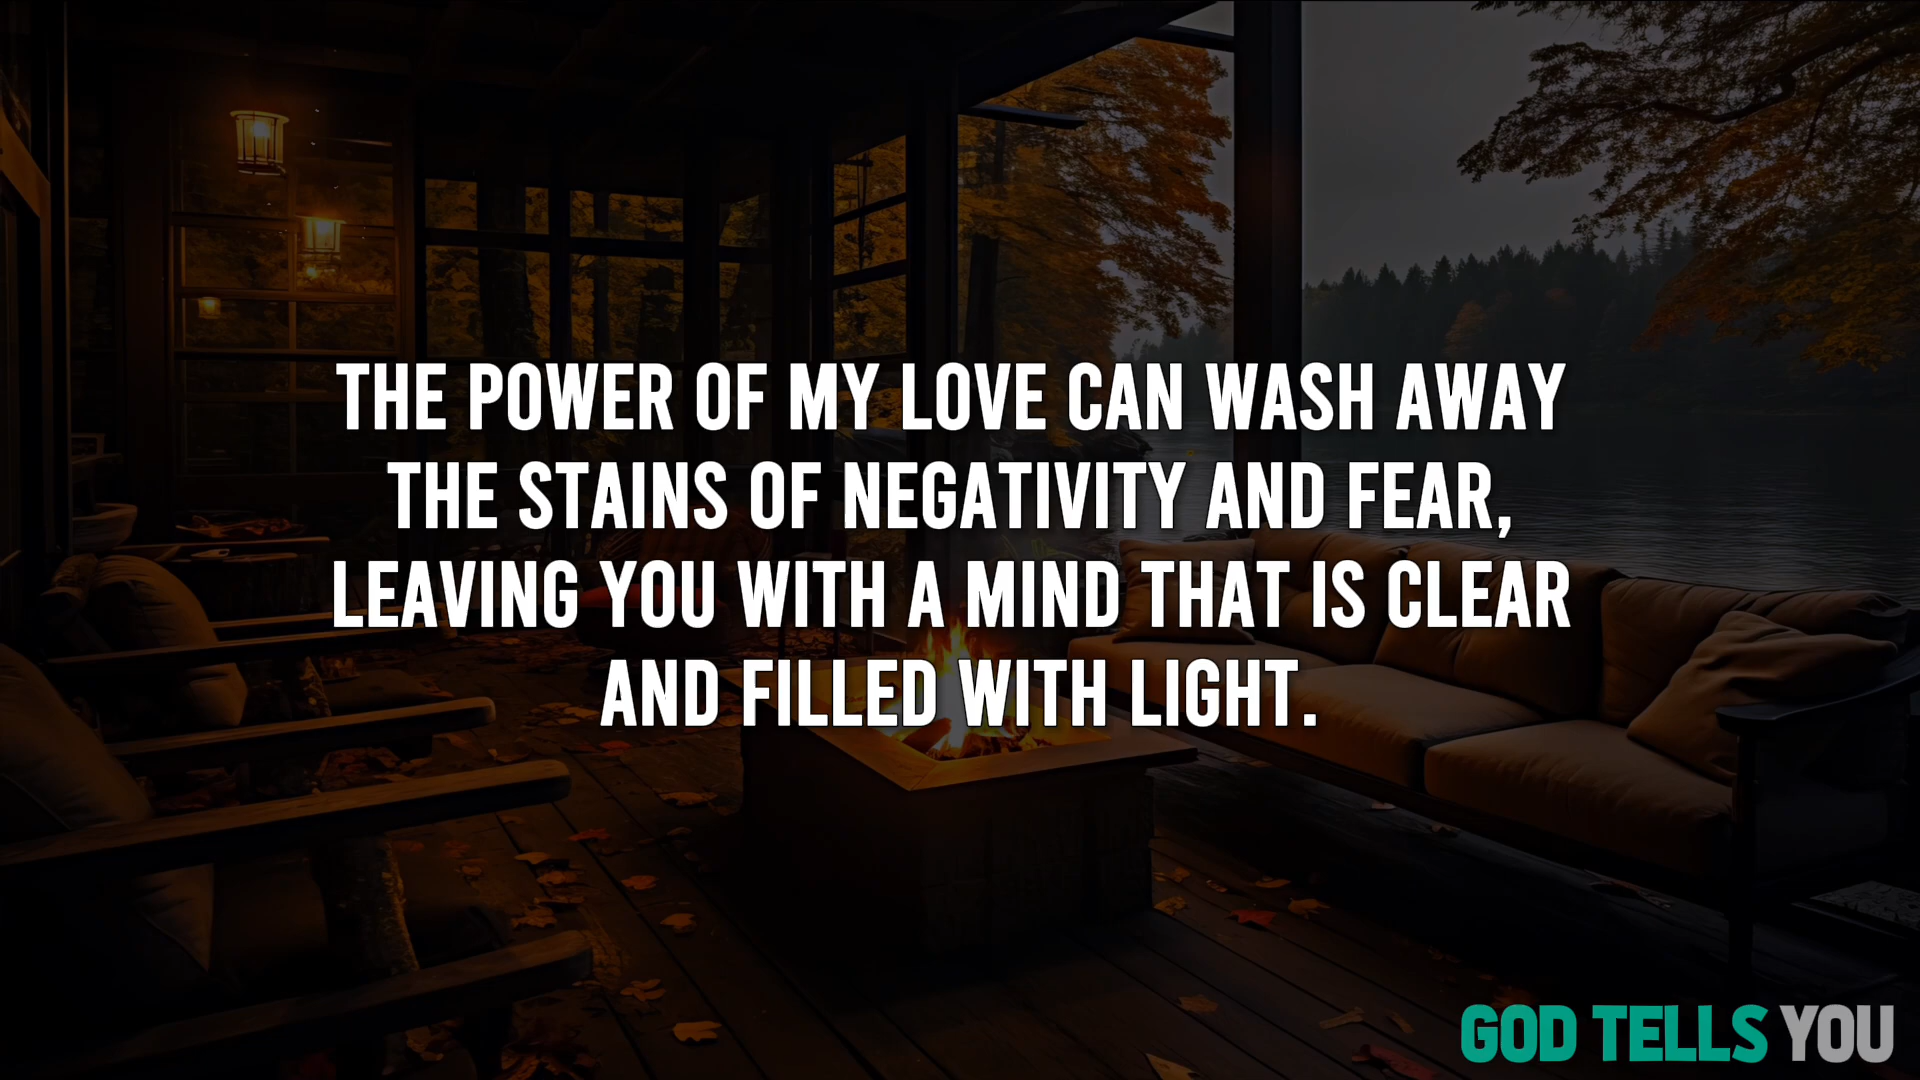 THE POWER OF MY LOVE CAN WASH AWAY
THE STAINS OF NEGATIVITY AND FEAR,
LEAVING YOU WITH A MIND THAT IS CLEAR
AND FILLED WITH LIGHT.
GOD TELLS YOU